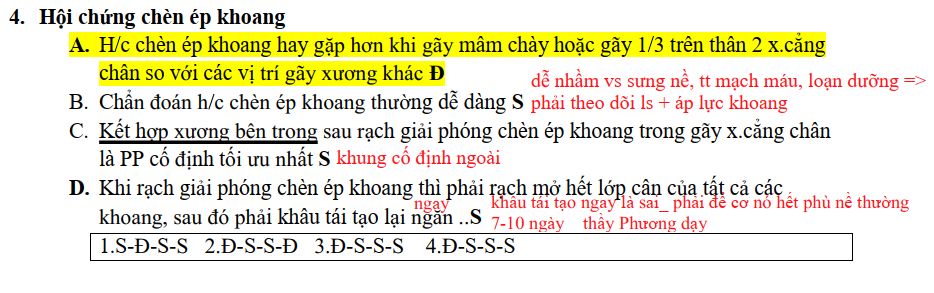 4. Hội chứng chèn ép khoang
A. H/c chèn ép khoang hay gặp hơn khi gãy mâm chày hoặc gãy 1/3 trên thân 2 x.cẳng
chân so với các vị trí gãy xương khác Đ
dễ nhầm vs sưng nề, tt mạch máu, loạn dưỡng =>
B. Chẩn đoán h/c chèn ép khoang thường dễ dàng S phải theo dõi ls + áp lực khoang
C. Kết hợp xương bên trong sau rạch giải phóng chèn ép khoang trong gãy x.cẳng chân
là PP cố định tối ưu nhất S khung cố định ngoài
D. Khi rạch giải phóng chèn ép khoang thì phải rạch mở hết lớp cân của tất cả các
ngay khâu tái tạo ngay là sai_ phải để cơ nó hết phù nề thường
khoang, sau đó phải khâu tái tạo lại ngăn ..S 7-10 ngày thầy Phương dạy
1.S-Đ-S-S 2.Đ-S-S-Đ 3.Đ-S-S-S 4.Đ-S-S-S